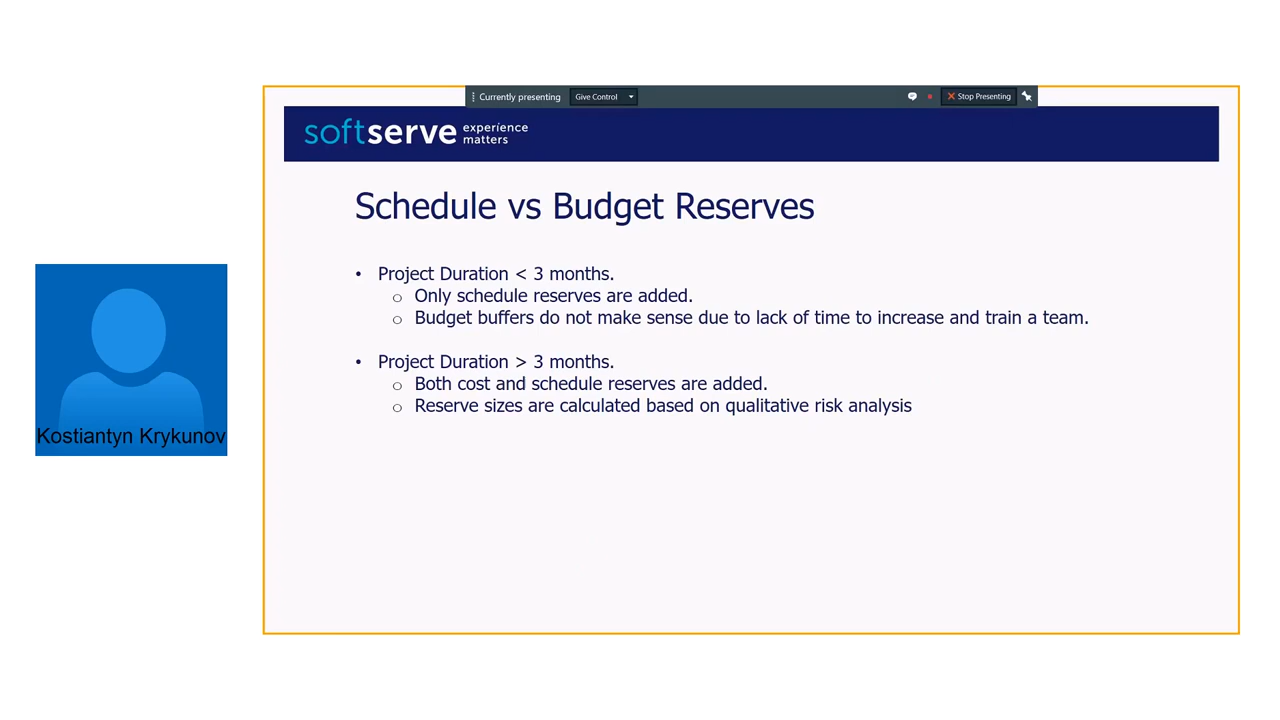 Currently presenting Give Control Stop Presenting
softserve experience matters
Schedule vs Budget Reserves
• Project Duration < 3 months.
o Only schedule reserves are added.
o Budget buffers do not make sense due to lack of time to increase and train a team.
• Project Duration > 3 months.
o Both cost and schedule reserves are added.
o Reserve sizes are calculated based on qualitative risk analysis
Kostiantyn Krykunov